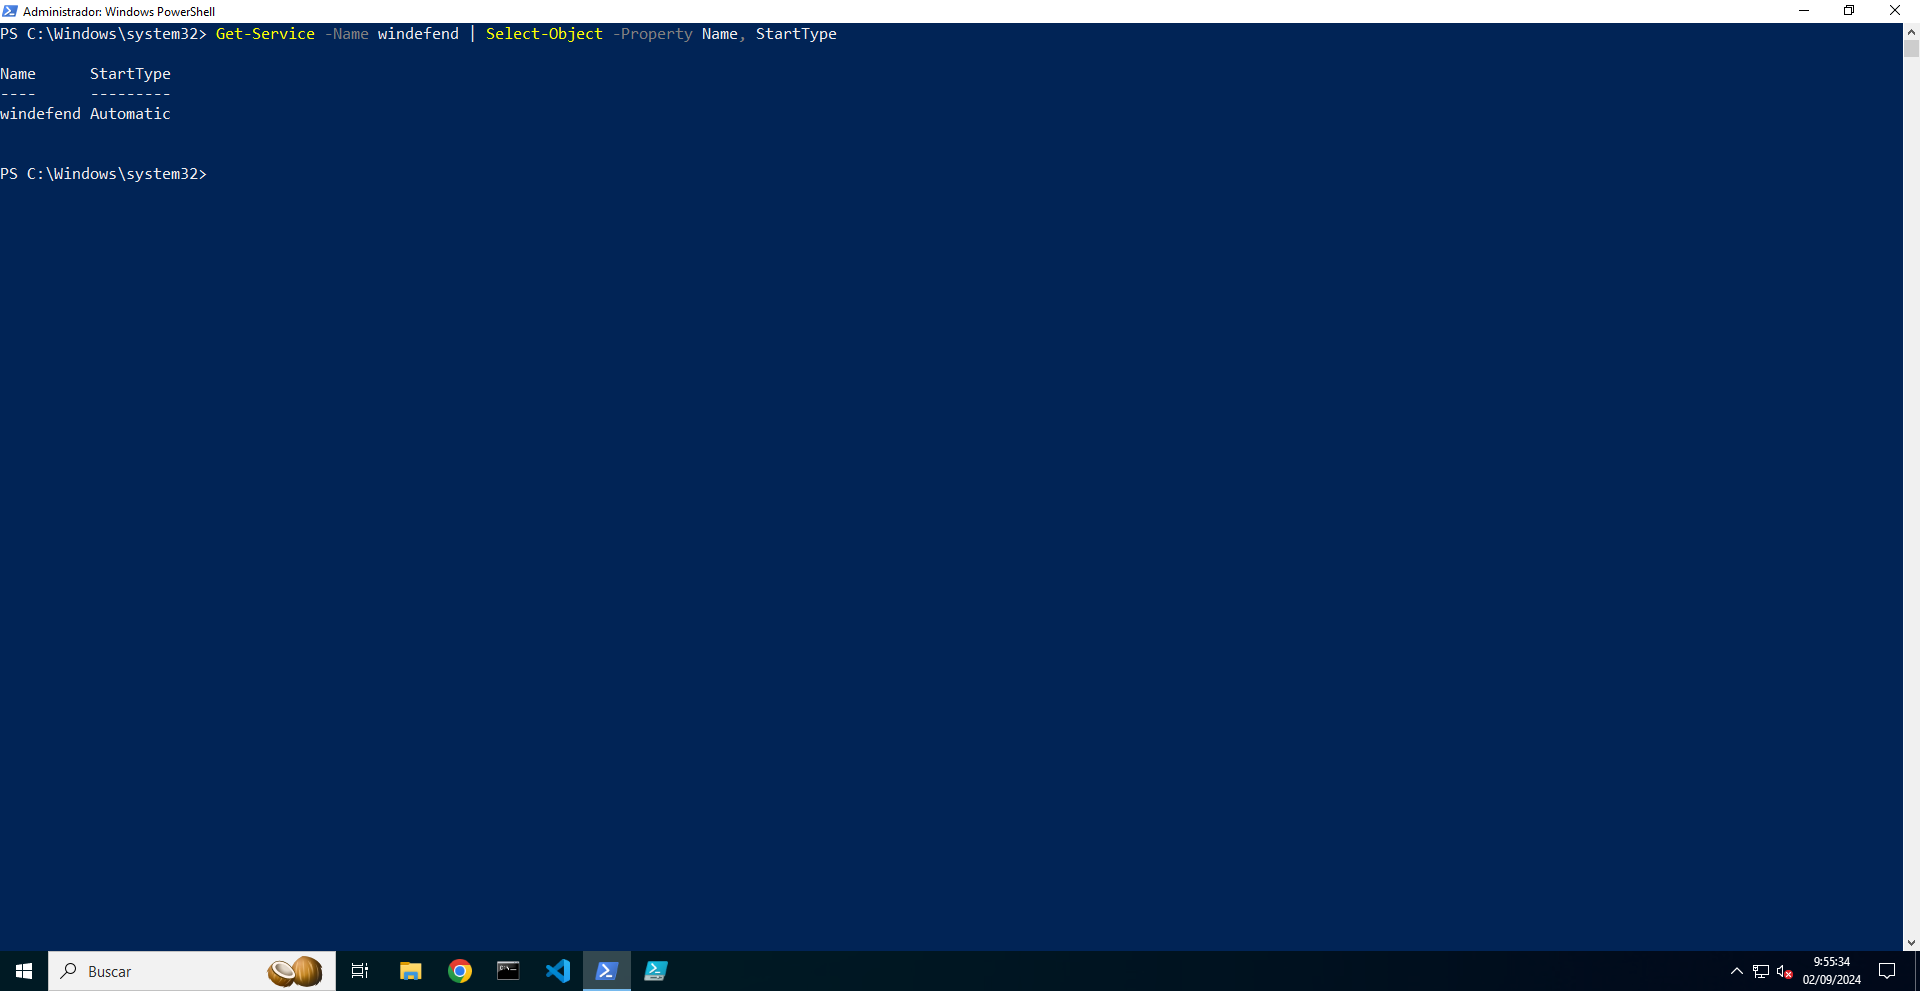 Administrador: Windows PowerShell
PS C:\Windows\system32> Get-Service -Name windefend | Select-Object -Property Name, StartType
Name      StartType
----      ---------
windefend Automatic
PS C:\Windows\system32>
Buscar
9:55:34
02/09/2024